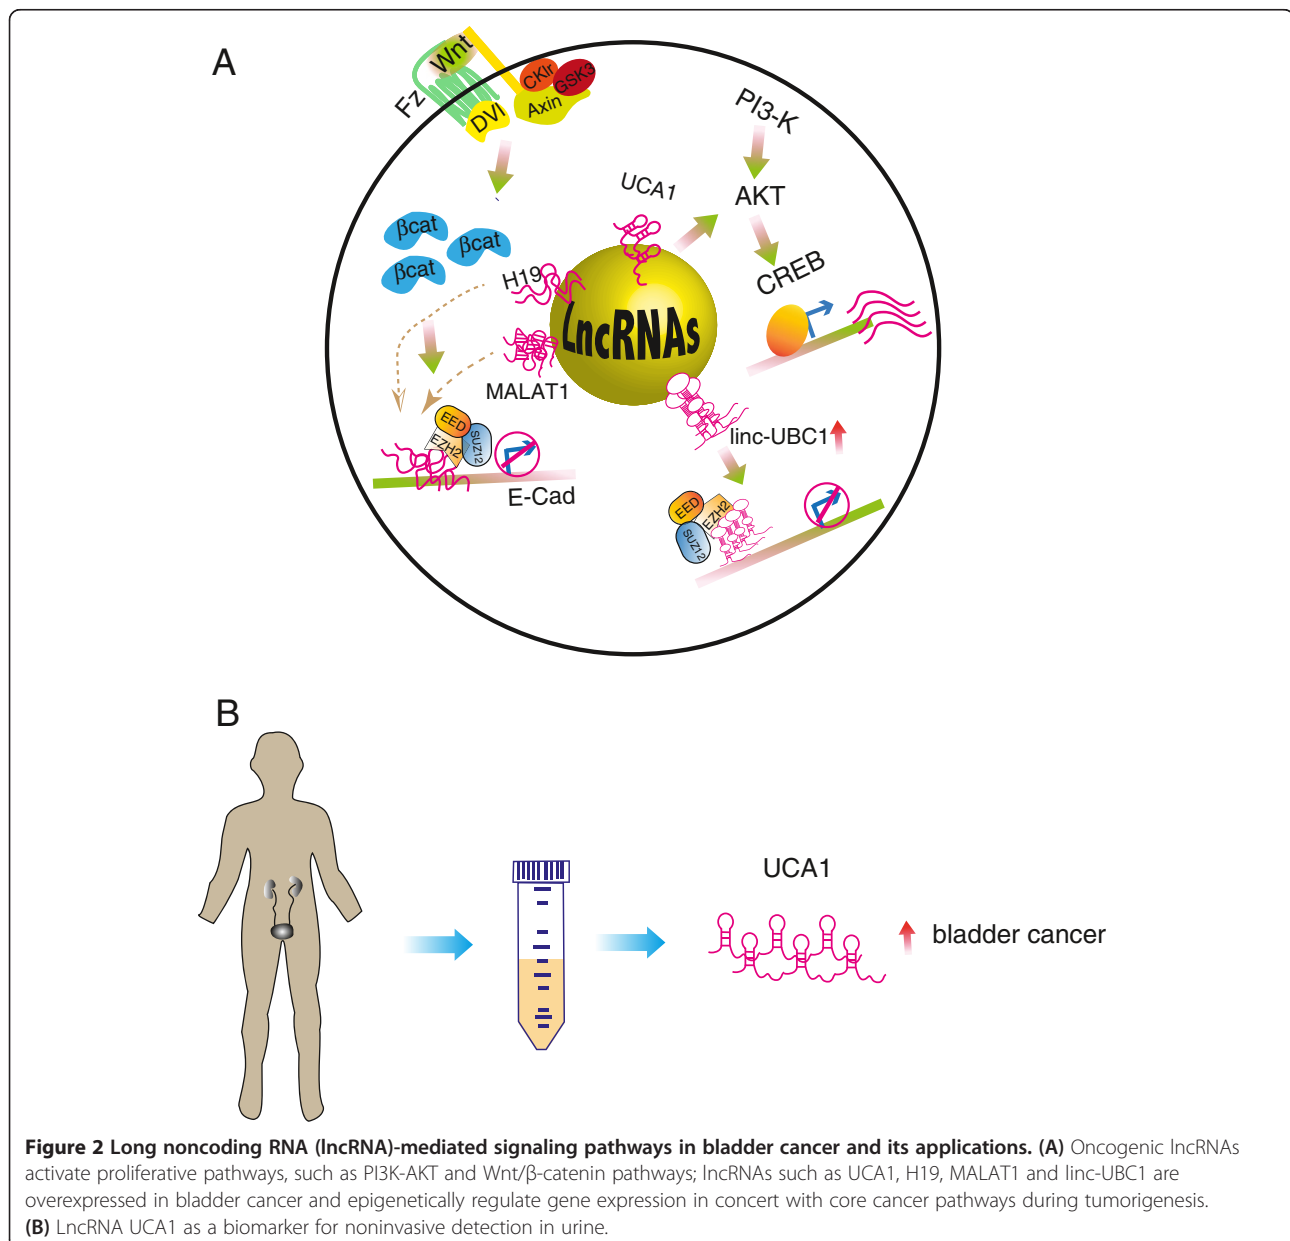 A
Wnt
Fz
DVl
CKlr
GSK3
Axin
PI3-K
UCA1
AKT
βcat
βcat
βcat
H19
CREB
LncRNAs
MALAT1
EED
EZH2
SUZ12
E-Cad
linc-UBC1
EED
EZH2
SUZ12
B
UCA1
bladder cancer
Figure 2 Long noncoding RNA (lncRNA)-mediated signaling pathways in bladder cancer and its applications. (A) Oncogenic lncRNAs
activate proliferative pathways, such as PI3K-AKT and Wnt/β-catenin pathways; lncRNAs such as UCA1, H19, MALAT1 and linc-UBC1 are
overexpressed in bladder cancer and epigenetically regulate gene expression in concert with core cancer pathways during tumorigenesis.
(B) LncRNA UCA1 as a biomarker for noninvasive detection in urine.